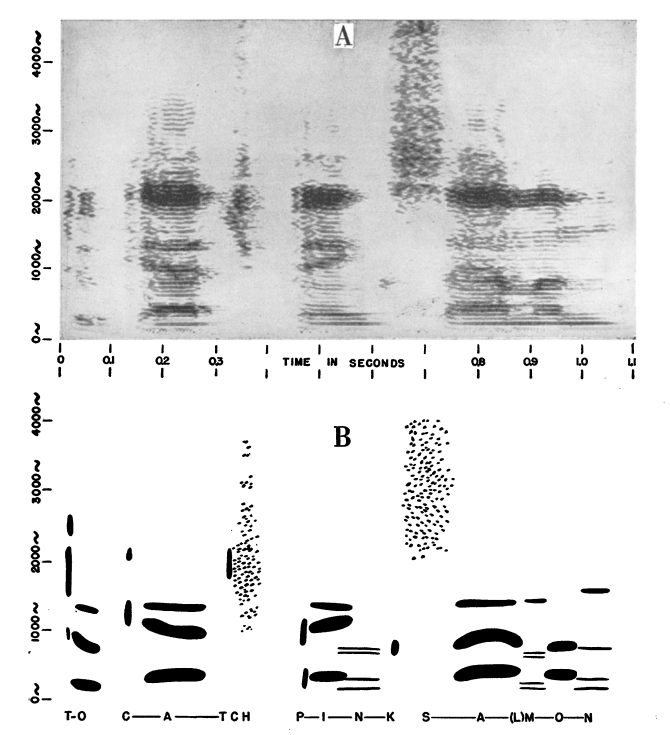 A
4000~
3000~
2000~
1000~
0~
0 0.1 0.2 0.3 TIME IN SECONDS 0.8 0.9 1.0 1.1
B
4000~
3000~
2000~
1000~
0~
T-O C—A—TCH P—I—N—K S—A—(L)M—O—N